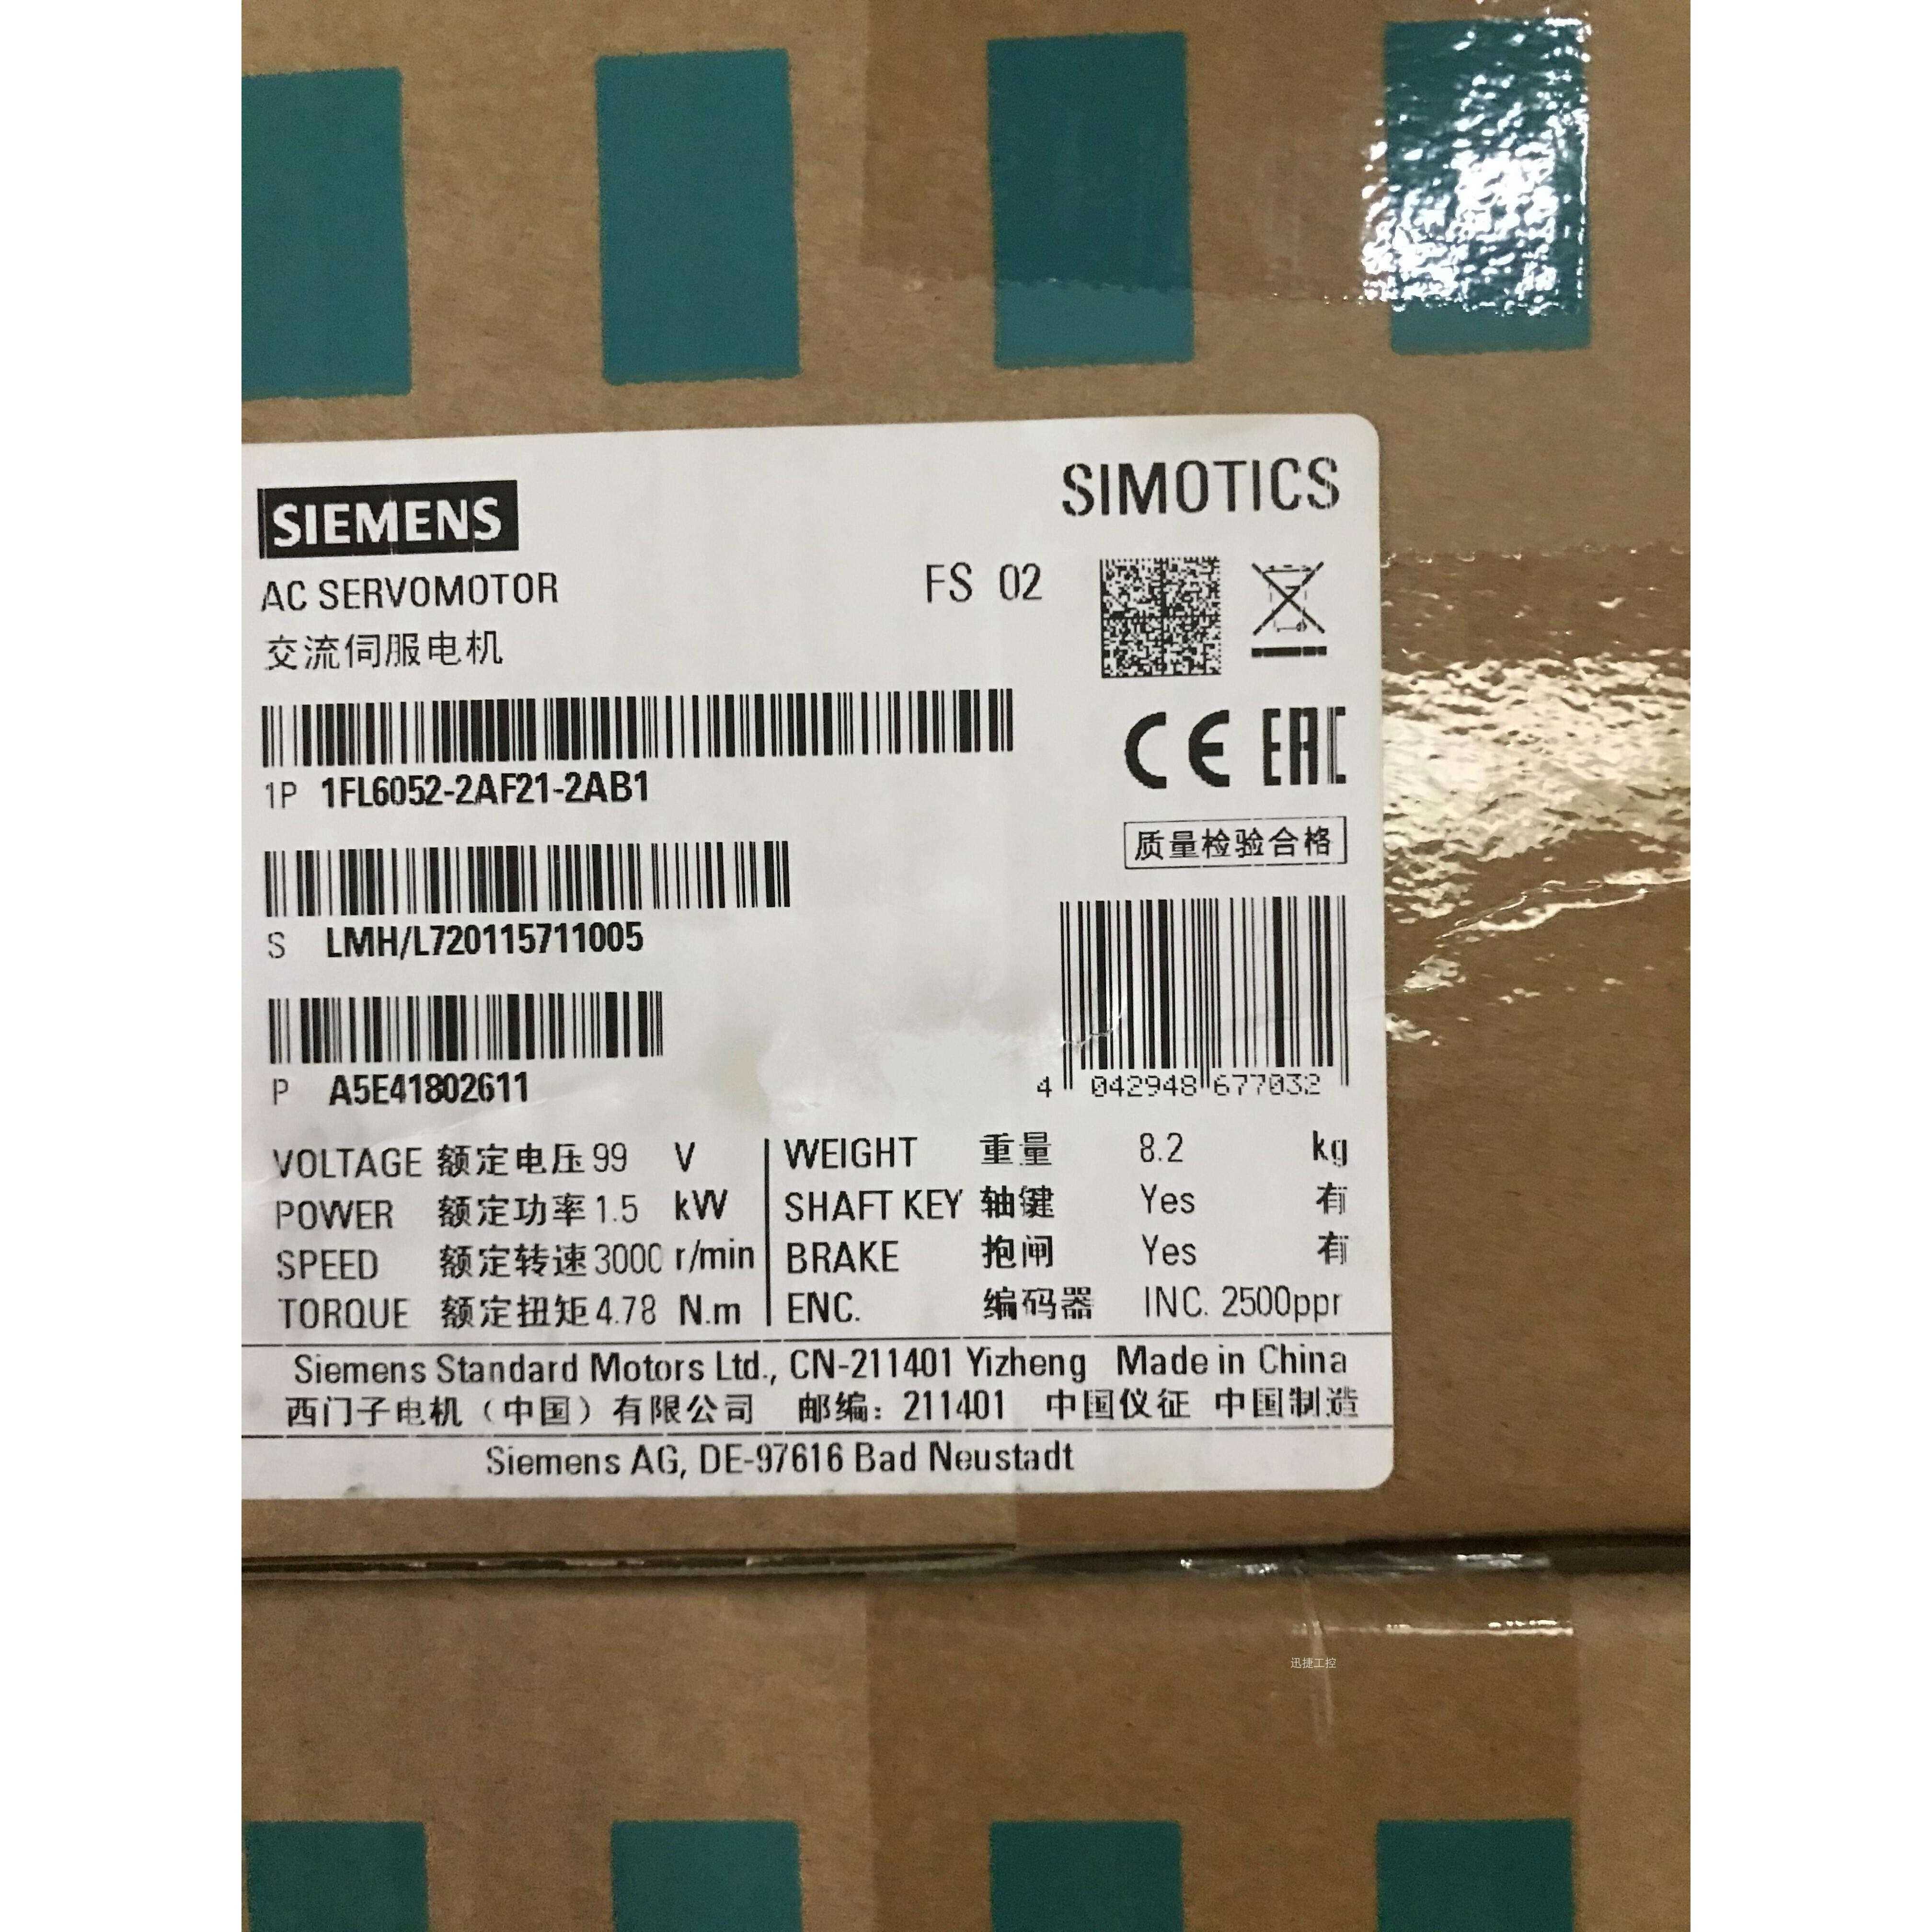 SIEMENS
SIMOTICS
AC SERVOMOTOR
FS 02
交流伺服电机
CE EAC
1P 1FL6052-2AF21-2AB1
质量检验合格
S LMH/L720115711005
P A5E41802611
4 042948 677032
VOLTAGE 额定电压 99 V
POWER 额定功率 1.5 kW
SPEED 额定转速 3000 r/min
TORQUE 额定扭矩 4.78 N.m
WEIGHT 重量 8.2 kg
SHAFT KEY 轴键 Yes 有
BRAKE 抱闸 Yes 有
ENC. 编码器 INC. 2500ppr
Siemens Standard Motors Ltd., CN-211401 Yizheng Made in China
西门子电机（中国）有限公司 邮编：211401 中国仪征 中国制造
Siemens AG, DE-97616 Bad Neustadt
迅捷工控